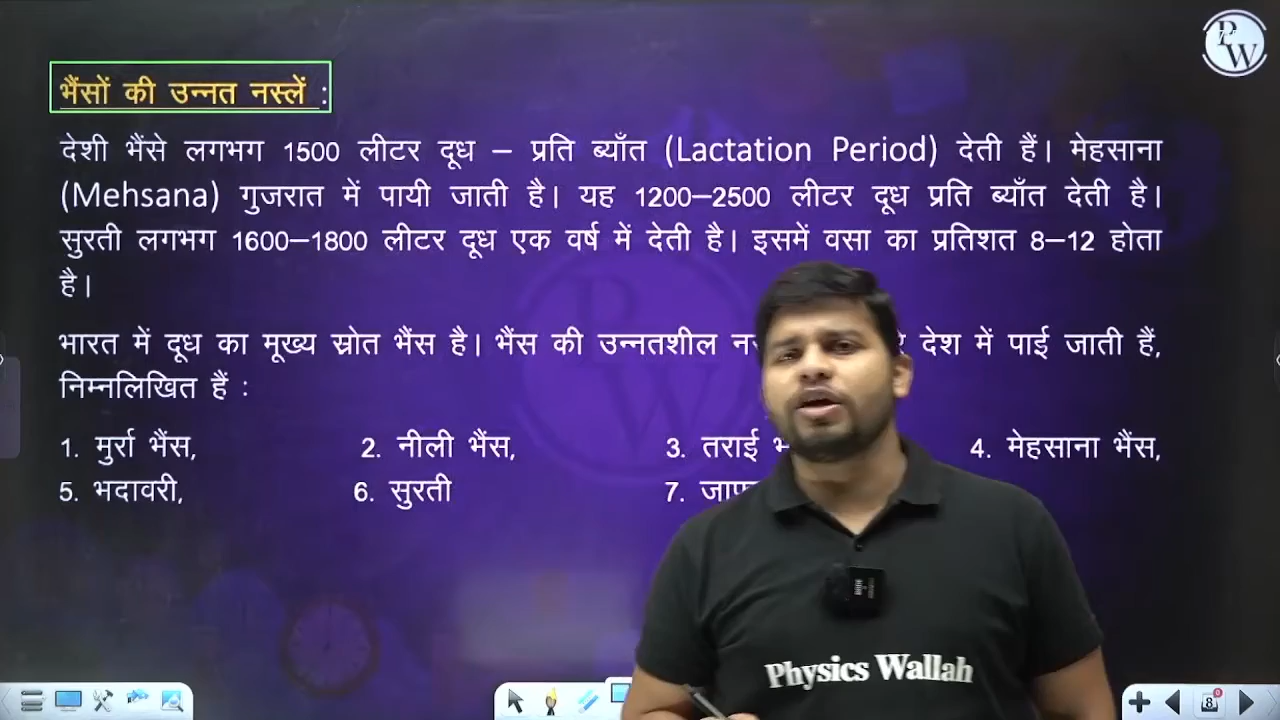 PW
भैंसों की उन्नत नस्लें :
देशी भैंसे लगभग 1500 लीटर दूध – प्रति ब्याँत (Lactation Period) देती हैं। मेहसाना
(Mehsana) गुजरात में पायी जाती है। यह 1200–2500 लीटर दूध प्रति ब्याँत देती है।
सुरती लगभग 1600–1800 लीटर दूध एक वर्ष में देती है। इसमें वसा का प्रतिशत 8–12 होता
है।
भारत में दूध का मूख्य स्रोत भैंस है। भैंस की उन्नतशील देश में पाई जाती हैं,
निम्नलिखित हैं :
1. मुर्रा भैंस, 2. नीली भैंस, 3. तराई 4. मेहसाना भैंस,
5. भदावरी, 6. सुरती 7.
Physics Wallah
8